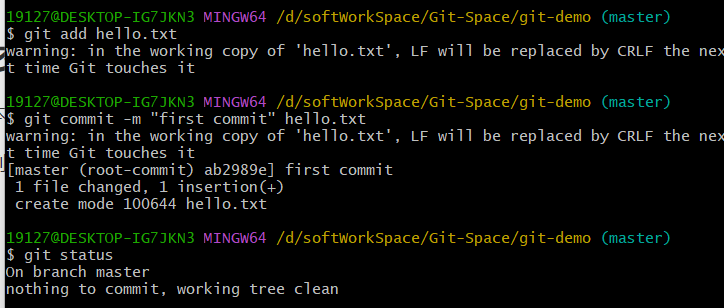 19127@DESKTOP-IG7JKN3 MINGW64 /d/softWorkSpace/Git-Space/git-demo (master)
$ git add hello.txt
warning: in the working copy of 'hello.txt', LF will be replaced by CRLF the nex
t time Git touches it
19127@DESKTOP-IG7JKN3 MINGW64 /d/softWorkSpace/Git-Space/git-demo (master)
$ git commit -m "first commit" hello.txt
warning: in the working copy of 'hello.txt', LF will be replaced by CRLF the nex
t time Git touches it
[master (root-commit) ab2989e] first commit
 1 file changed, 1 insertion(+)
 create mode 100644 hello.txt
19127@DESKTOP-IG7JKN3 MINGW64 /d/softWorkSpace/Git-Space/git-demo (master)
$ git status
On branch master
nothing to commit, working tree clean